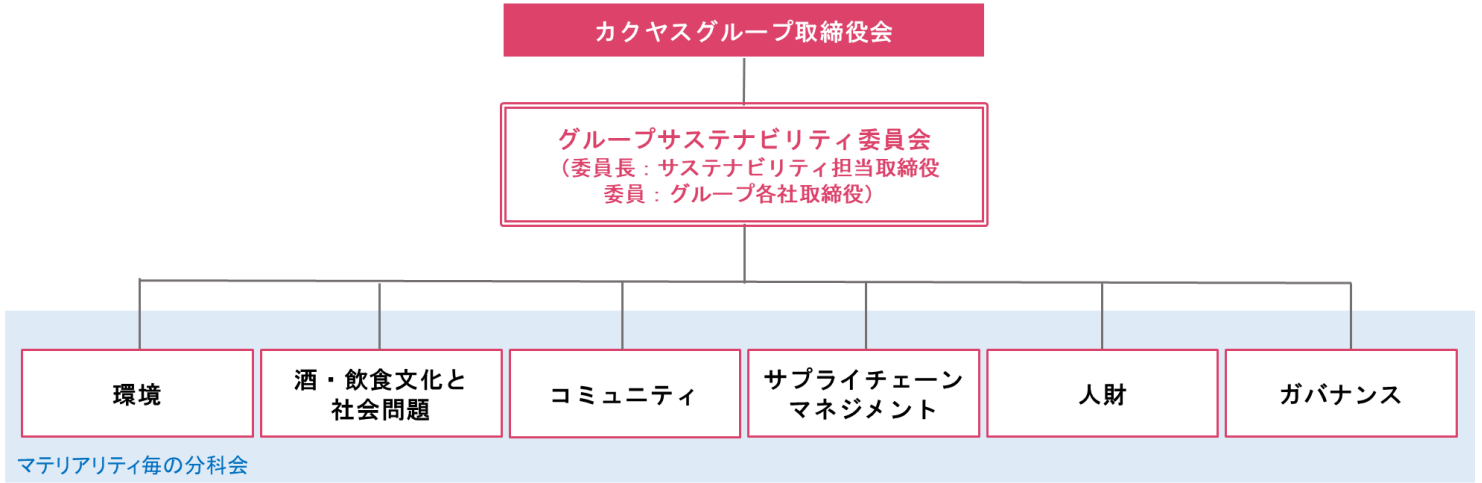 カクヤスグループ取締役会
グループサステナビリティ委員会
（委員長：サステナビリティ担当取締役
委員：グループ各社取締役）
環境
酒・飲食文化と
社会問題
コミュニティ
サプライチェーン
マネジメント
人財
ガバナンス
マテリアリティ毎の分科会